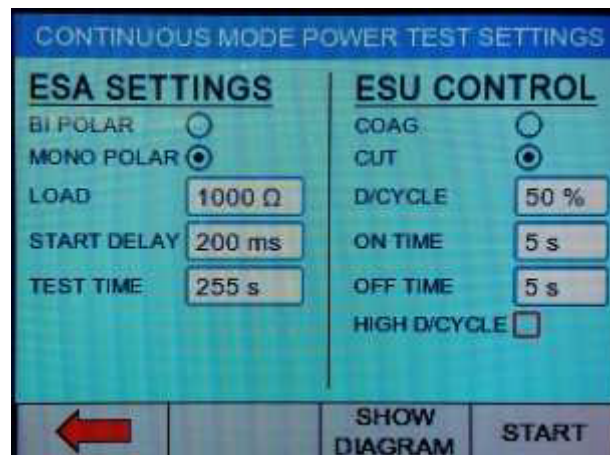 CONTINUOUS MODE POWER TEST SETTINGS
ESA SETTINGS
BI POLAR
MONO POLAR
LOAD 1000 Ω
START DELAY 200 ms
TEST TIME 255 s
ESU CONTROL
COAG
CUT
D/CYCLE 50 %
ON TIME 5 s
OFF TIME 5 s
HIGH D/CYCLE
SHOW
DIAGRAM
START